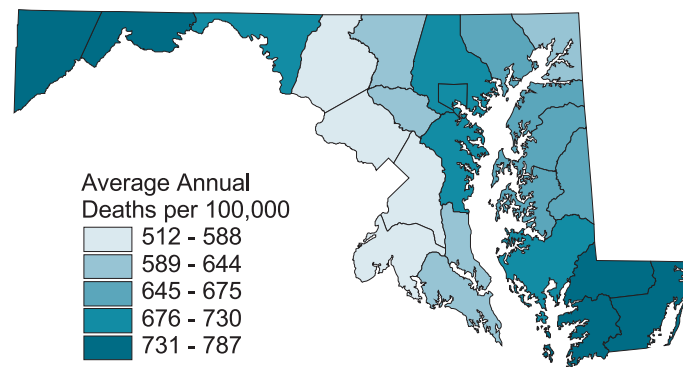 Average Annual
Deaths per 100,000
512 - 588
589 - 644
645 - 675
676 - 730
731 - 787